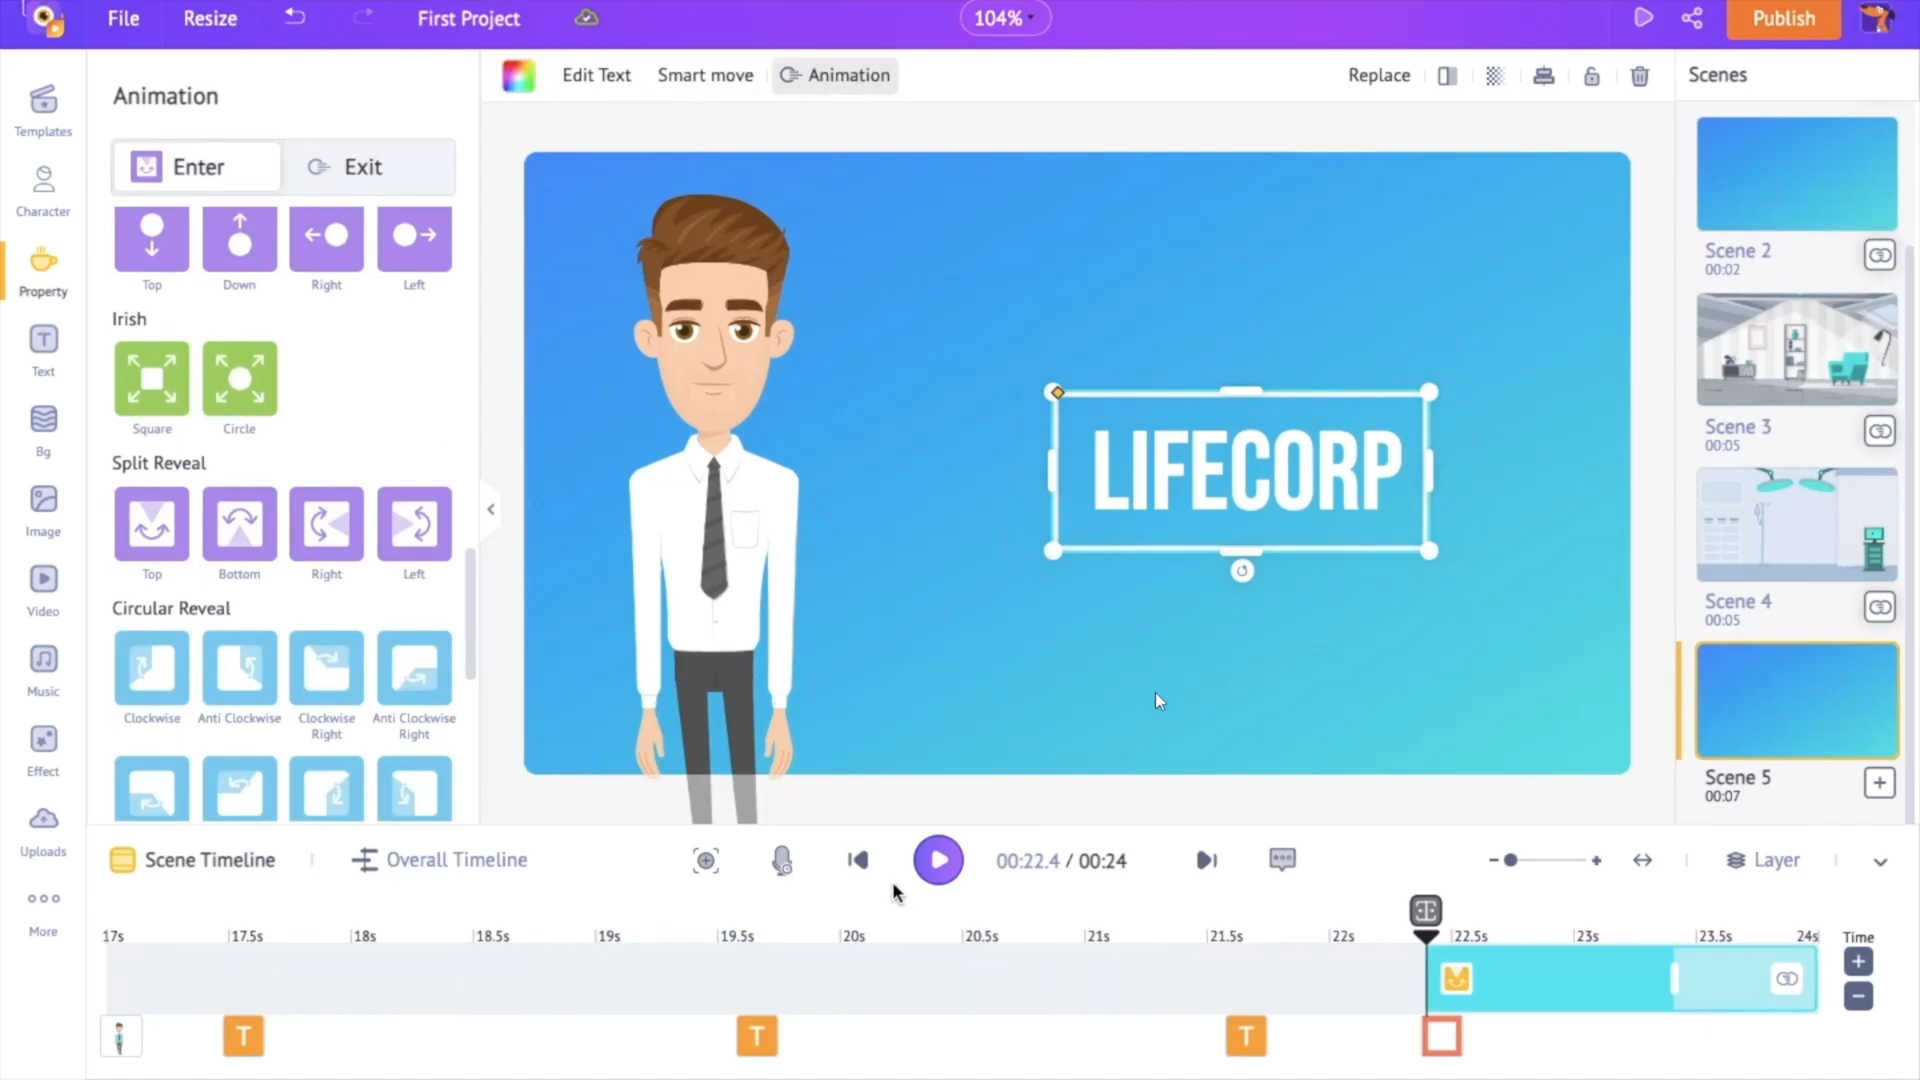 File Resize First Project 104% Publish
Edit Text Smart move Animation Replace Scenes
Animation
Enter Exit
Top Down Right Left
Irish
Square Circle
Split Reveal
Top Bottom Right Left
Circular Reveal
Clockwise Anti Clockwise Clockwise Right Anti Clockwise Right
Templates
Character
Property
Text
Bg
Image
Video
Music
Effect
Uploads
More
LIFECORP
Scene 2
00:02
Scene 3
00:05
Scene 4
00:05
Scene 5
00:07
Scene Timeline Overall Timeline 00:22.4 / 00:24 Layer
17s 17.5s 18s 18.5s 19s 19.5s 20s 20.5s 21s 21.5s 22s 22.5s 23s 23.5s 24s Time
T T T